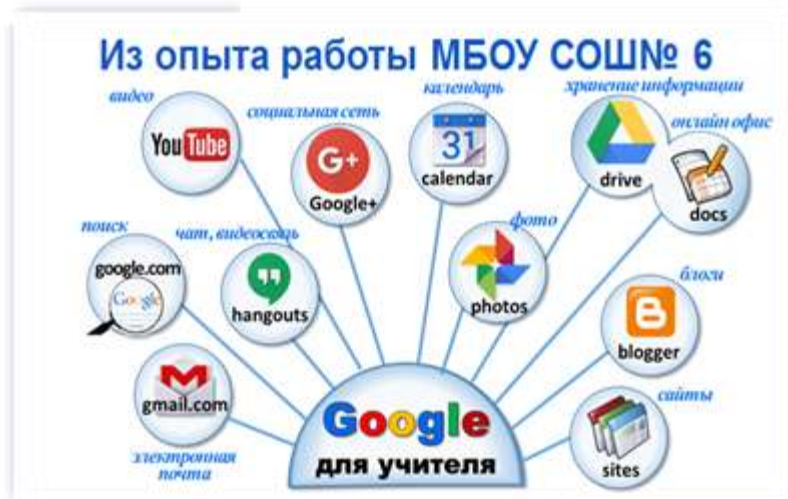 Из опыта работы МБОУ СОШ№ 6
видео
YouTube
социальная сеть
G+
Google+
календарь
31
calendar
хранение информации
drive
онлайн офис
docs
поиск
google.com
Google
чат, видеосвязь
hangouts
фото
photos
блоги
blogger
gmail.com
электронная
почта
сайты
sites
Google
для учителя